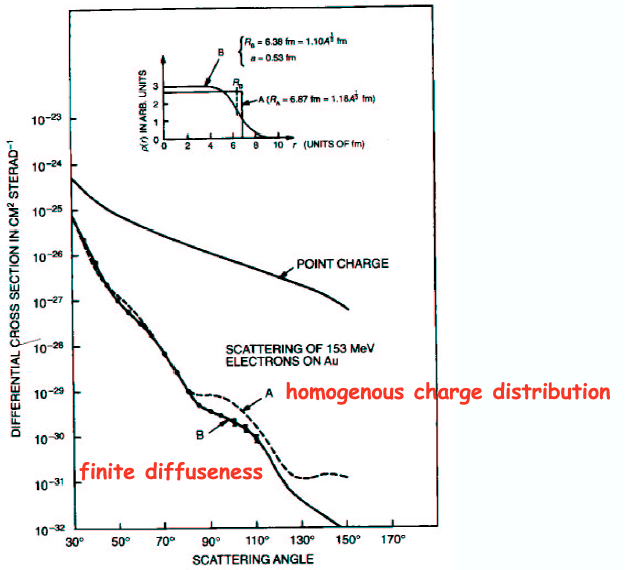 R_B = 6.38 fm = 1.10A^⅓ fm
a = 0.53 fm
B
R_B
A (R_A = 6.87 fm = 1.18A^⅓ fm)
ρ(r) IN ARB. UNITS
3
2
1
0
0 2 4 6 8 10 r (UNITS OF fm)
DIFFERENTIAL CROSS SECTION IN CM² STERAD⁻¹
10⁻²³
10⁻²⁴
10⁻²⁵
10⁻²⁶
10⁻²⁷
10⁻²⁸
10⁻²⁹
10⁻³⁰
10⁻³¹
10⁻³²
POINT CHARGE
SCATTERING OF 153 MeV
ELECTRONS ON Au
A homogenous charge distribution
B
finite diffuseness
30° 50° 70° 90° 110° 130° 150° 170°
SCATTERING ANGLE